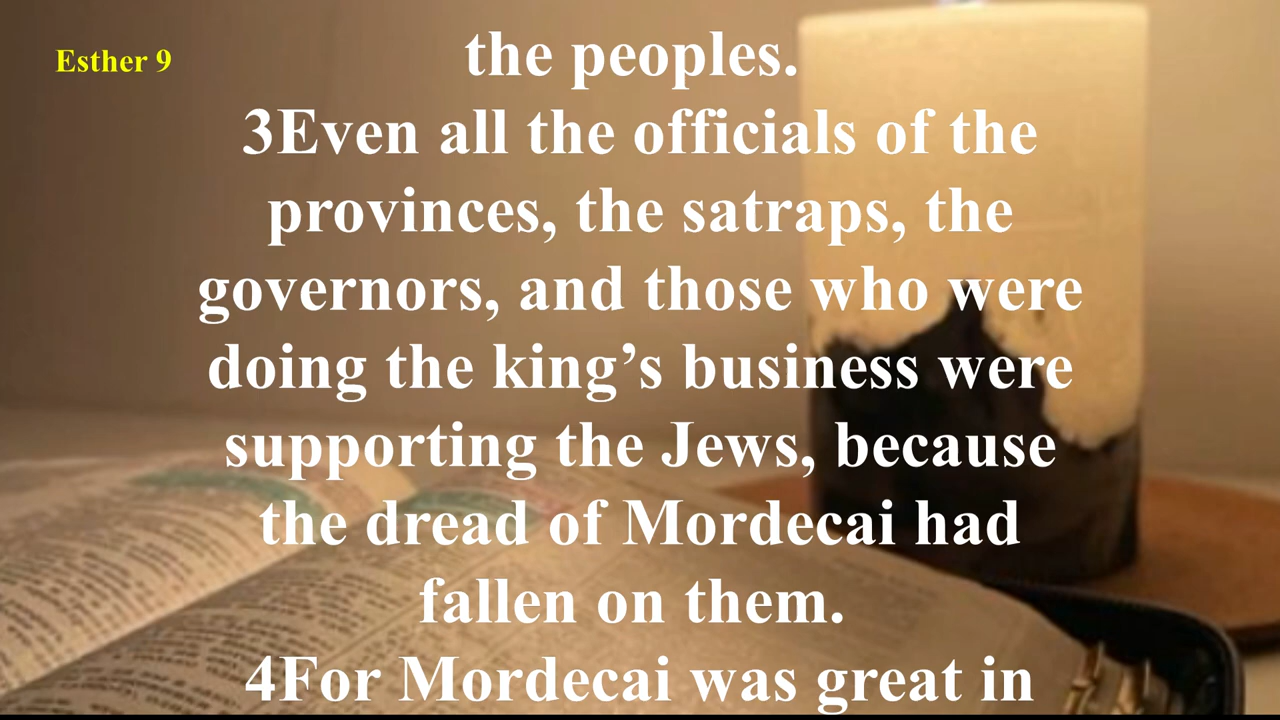 Esther 9
the peoples.
3Even all the officials of the
provinces, the satraps, the
governors, and those who were
doing the king’s business were
supporting the Jews, because
the dread of Mordecai had
fallen on them.
4For Mordecai was great in